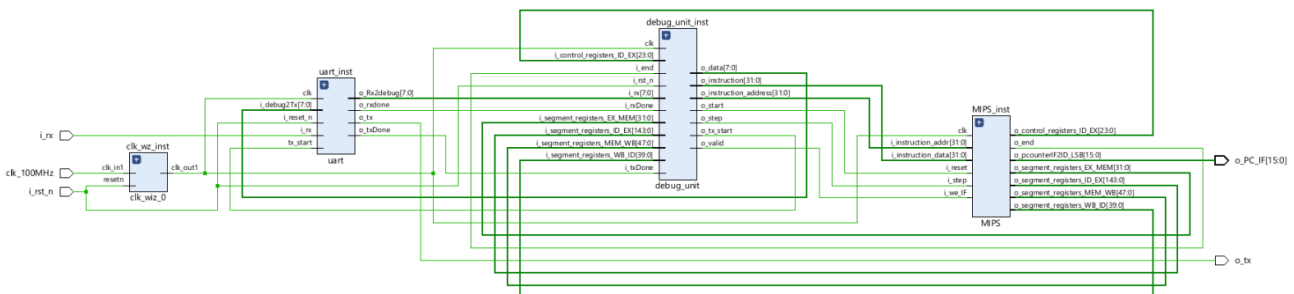 i_rx
clk_100MHz
i_rst_n
clk_wz_inst
clk_in1
resetn
clk_out1
clk_wiz_0
uart_inst
clk
i_debug2Tx[7:0]
i_reset_n
i_rx
tx_start
o_Rx2debug[7:0]
o_rxdone
o_tx
o_txDone
uart
debug_unit_inst
clk
i_control_registers_ID_EX[23:0]
i_end
i_rst_n
i_rx[7:0]
i_rxDone
i_segment_registers_EX_MEM[31:0]
i_segment_registers_ID_EX[143:0]
i_segment_registers_MEM_WB[47:0]
i_segment_registers_WB_ID[39:0]
i_txDone
o_data[7:0]
o_instruction[31:0]
o_instruction_address[31:0]
o_start
o_step
o_tx_start
o_valid
debug_unit
MIPS_inst
clk
i_instruction_addr[31:0]
i_instruction_data[31:0]
i_reset
i_step
i_we_IF
o_control_registers_ID_EX[23:0]
o_end
o_pcounterIF2ID_LSB[15:0]
o_segment_registers_EX_MEM[31:0]
o_segment_registers_ID_EX[143:0]
o_segment_registers_MEM_WB[47:0]
o_segment_registers_WB_ID[39:0]
MIPS
o_PC_IF[15:0]
o_tx